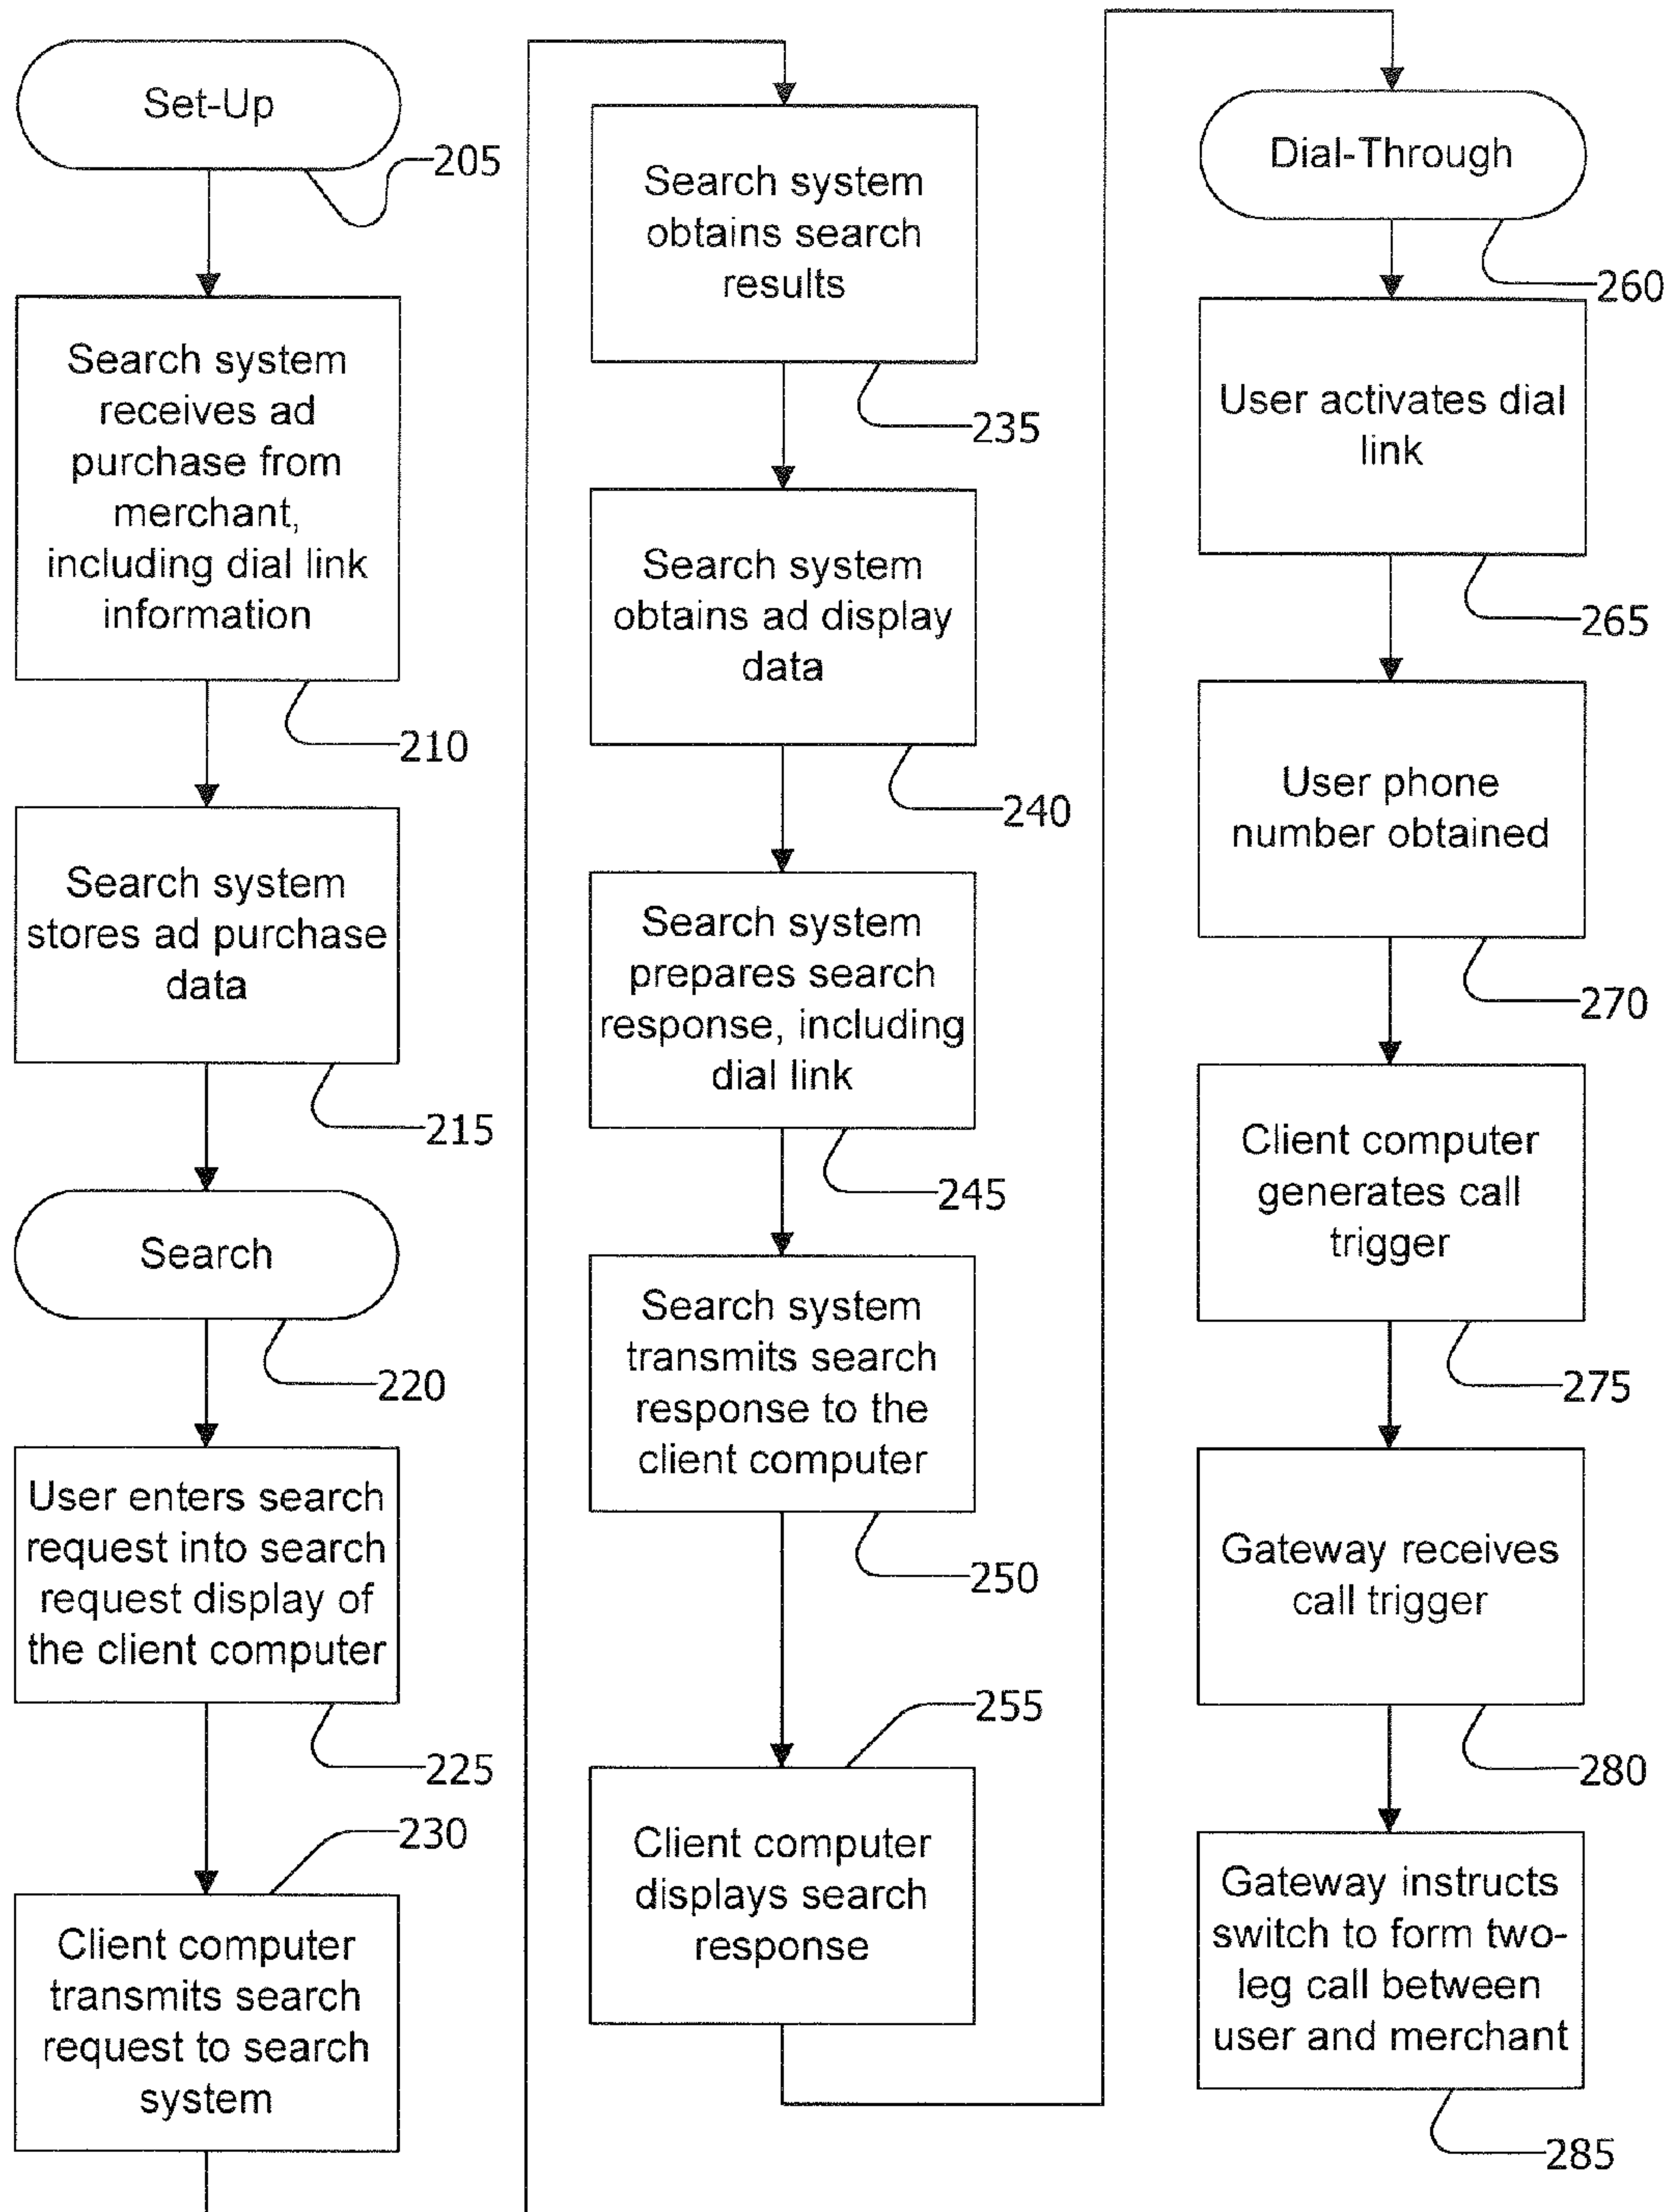 Set-Up
205
Search system
receives ad
purchase from
merchant,
including dial link
information
210
Search system
stores ad purchase
data
215
Search
220
User enters search
request into search
request display of
the client computer
225
230
Client computer
transmits search
request to search
system
Search system
obtains search
results
235
Search system
obtains ad display
data
240
Search system
prepares search
response, including
dial link
245
Search system
transmits search
response to the
client computer
250
255
Client computer
displays search
response
Dial-Through
260
User activates dial
link
265
User phone
number obtained
270
Client computer
generates call
trigger
275
Gateway receives
call trigger
280
Gateway instructs
switch to form two-
leg call between
user and merchant
285